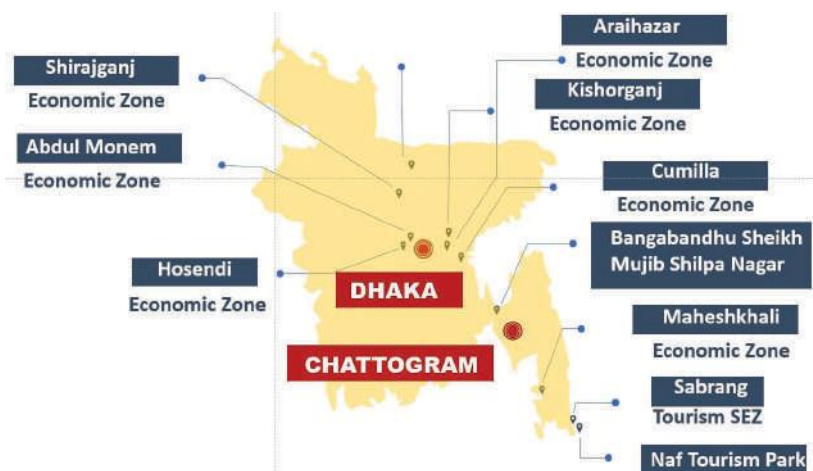 Araihazar
Economic Zone
Shirajganj
Economic Zone
Kishorganj
Economic Zone
Abdul Monem
Economic Zone
Cumilla
Economic Zone
Bangabandhu Sheikh
Mujib Shilpa Nagar
Hosendi
Economic Zone
DHAKA
Maheshkhali
Economic Zone
CHATTOGRAM
Sabrang
Tourism SEZ
Naf Tourism Park